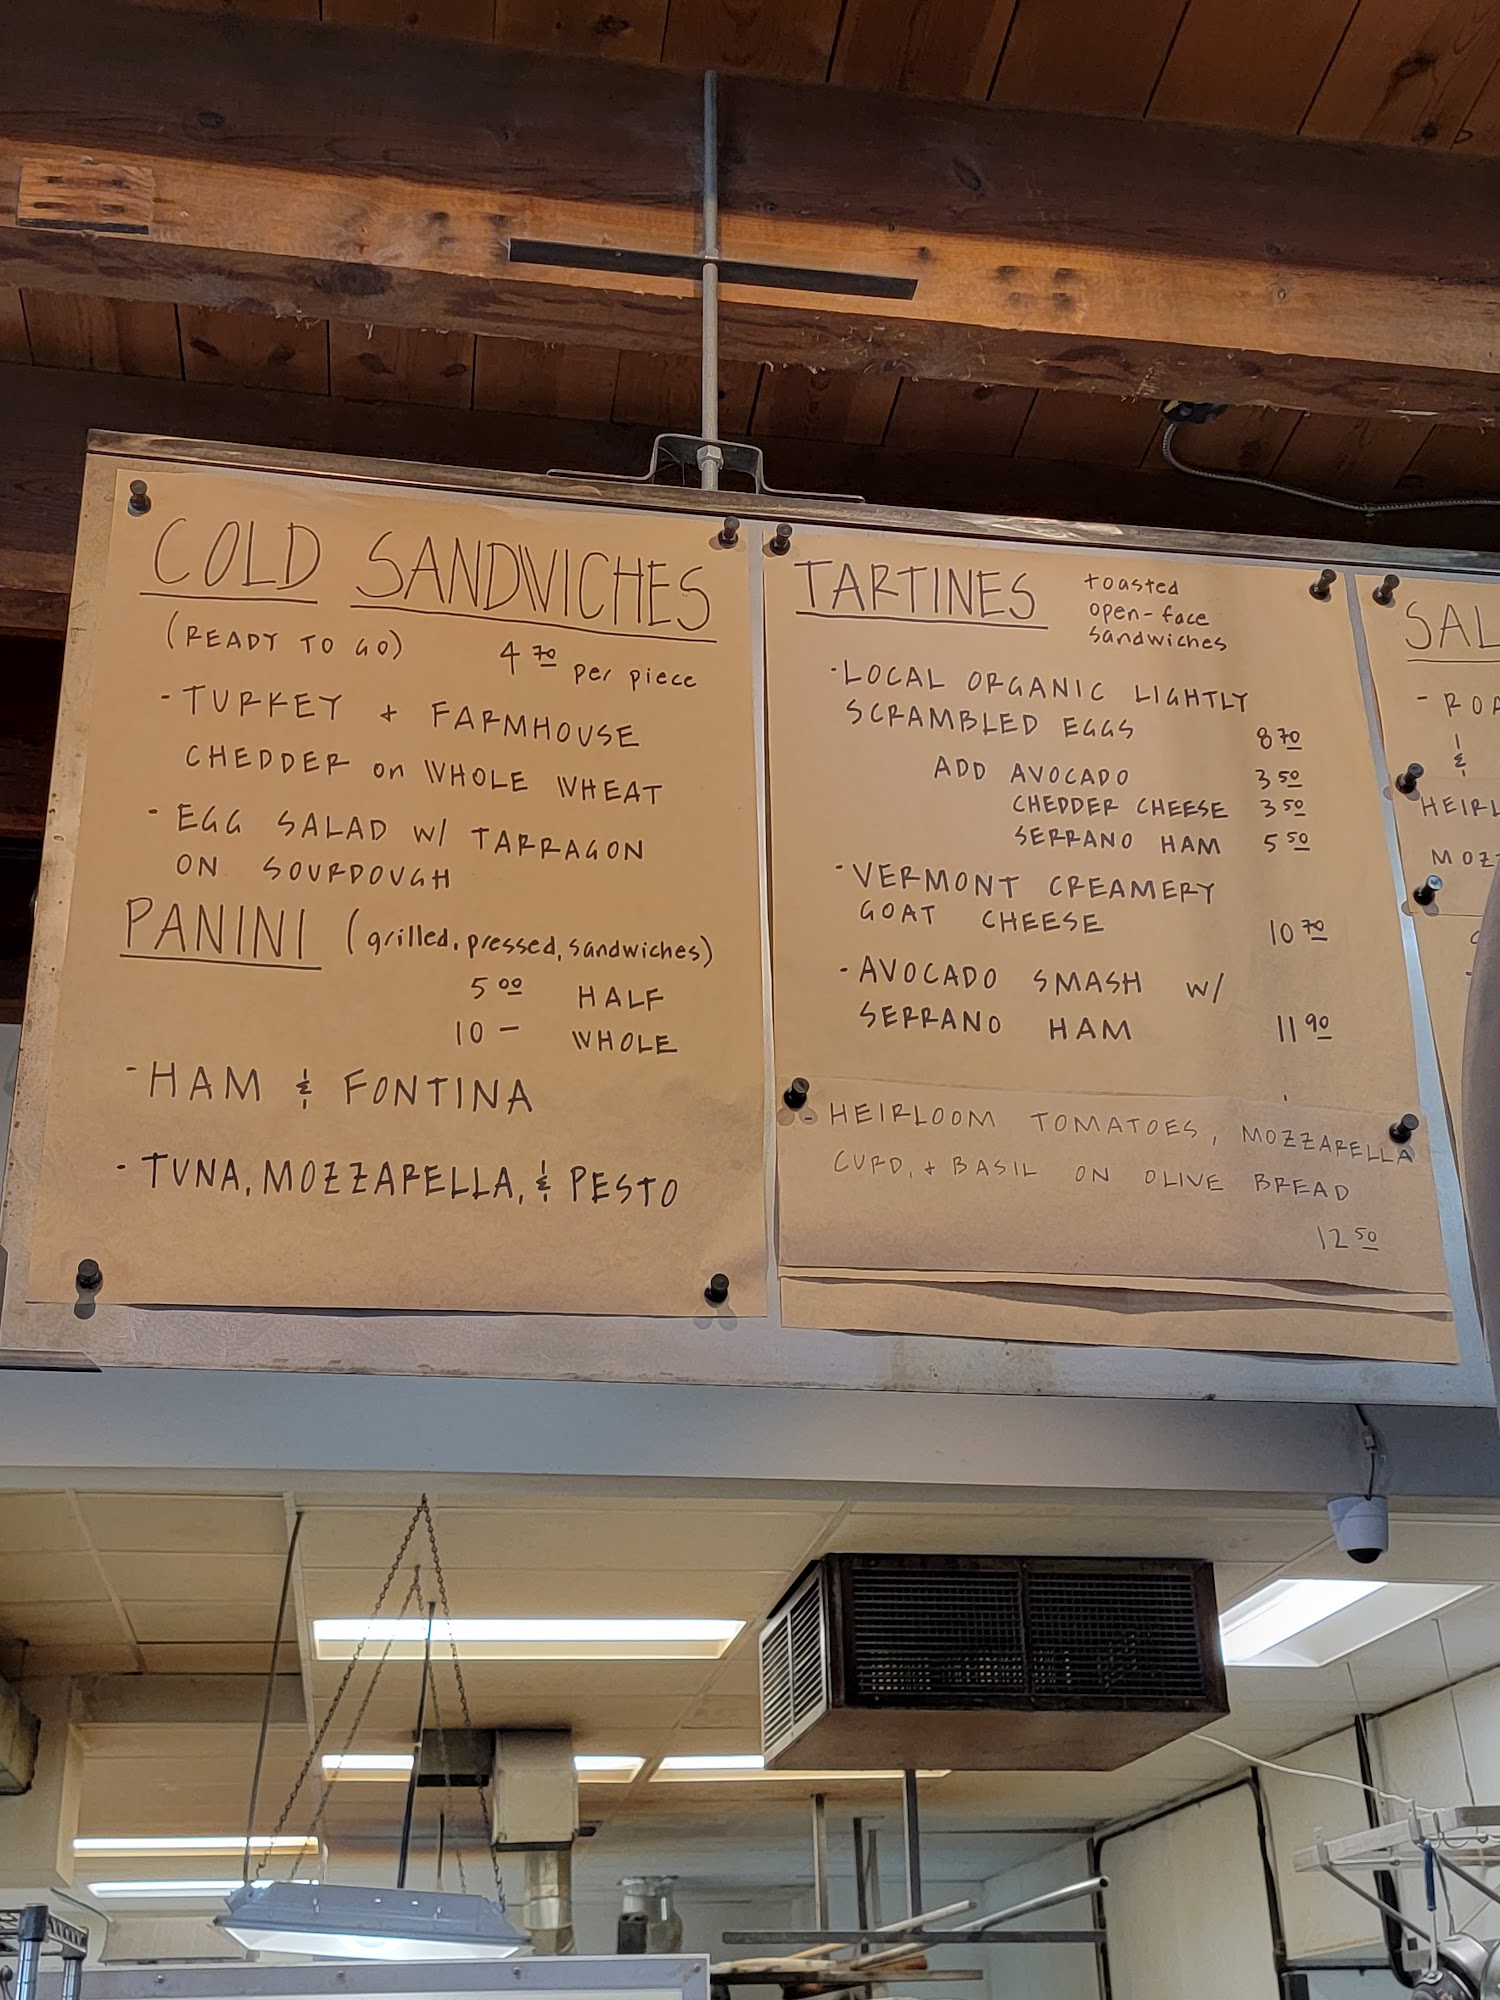 COLD SANDWICHES
(READY TO GO) 4 70 per piece
- TURKEY + FARMHOUSE
CHEDDER on WHOLE WHEAT
- EGG SALAD W/ TARRAGON
ON SOURDOUGH
PANINI (grilled, pressed, sandwiches)
5 00 HALF
10 — WHOLE
- HAM & FONTINA
- TUNA, MOZZARELLA, & PESTO
TARTINES toasted
open-face
sandwiches
- LOCAL ORGANIC LIGHTLY
SCRAMBLED EGGS 8 70
ADD AVOCADO 3 50
CHEDDER CHEESE 3 50
SERRANO HAM 5 50
- VERMONT CREAMERY
GOAT CHEESE 10 70
- AVOCADO SMASH W/
SERRANO HAM 11 90
- HEIRLOOM TOMATOES, MOZZARELLA
CURD, + BASIL ON OLIVE BREAD
12 50
SAL
- ROA
&
HEIRL
MOZZ